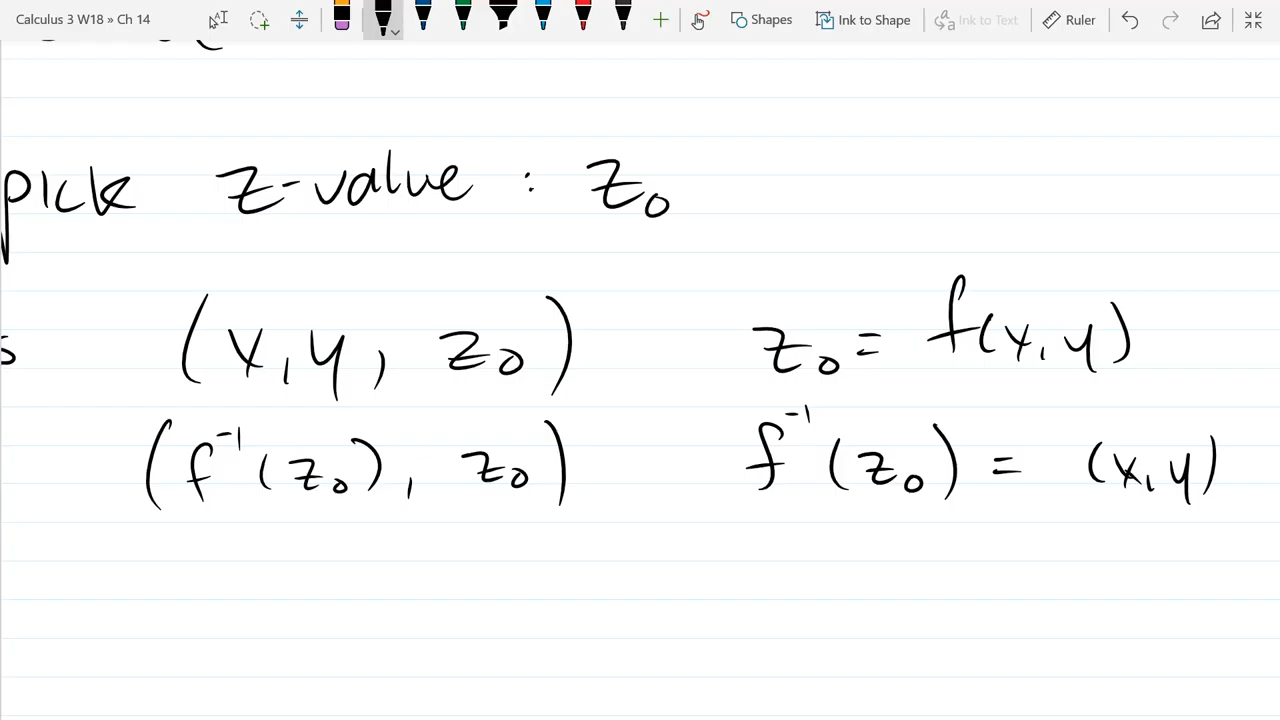 Calculus 3 W18 » Ch 14 Shapes Ink to Shape Ink to Text Ruler
pick z-value : z₀
s (x, y, z₀) z₀ = f(x, y)
(f⁻¹(z₀), z₀) f⁻¹(z₀) = (x, y)